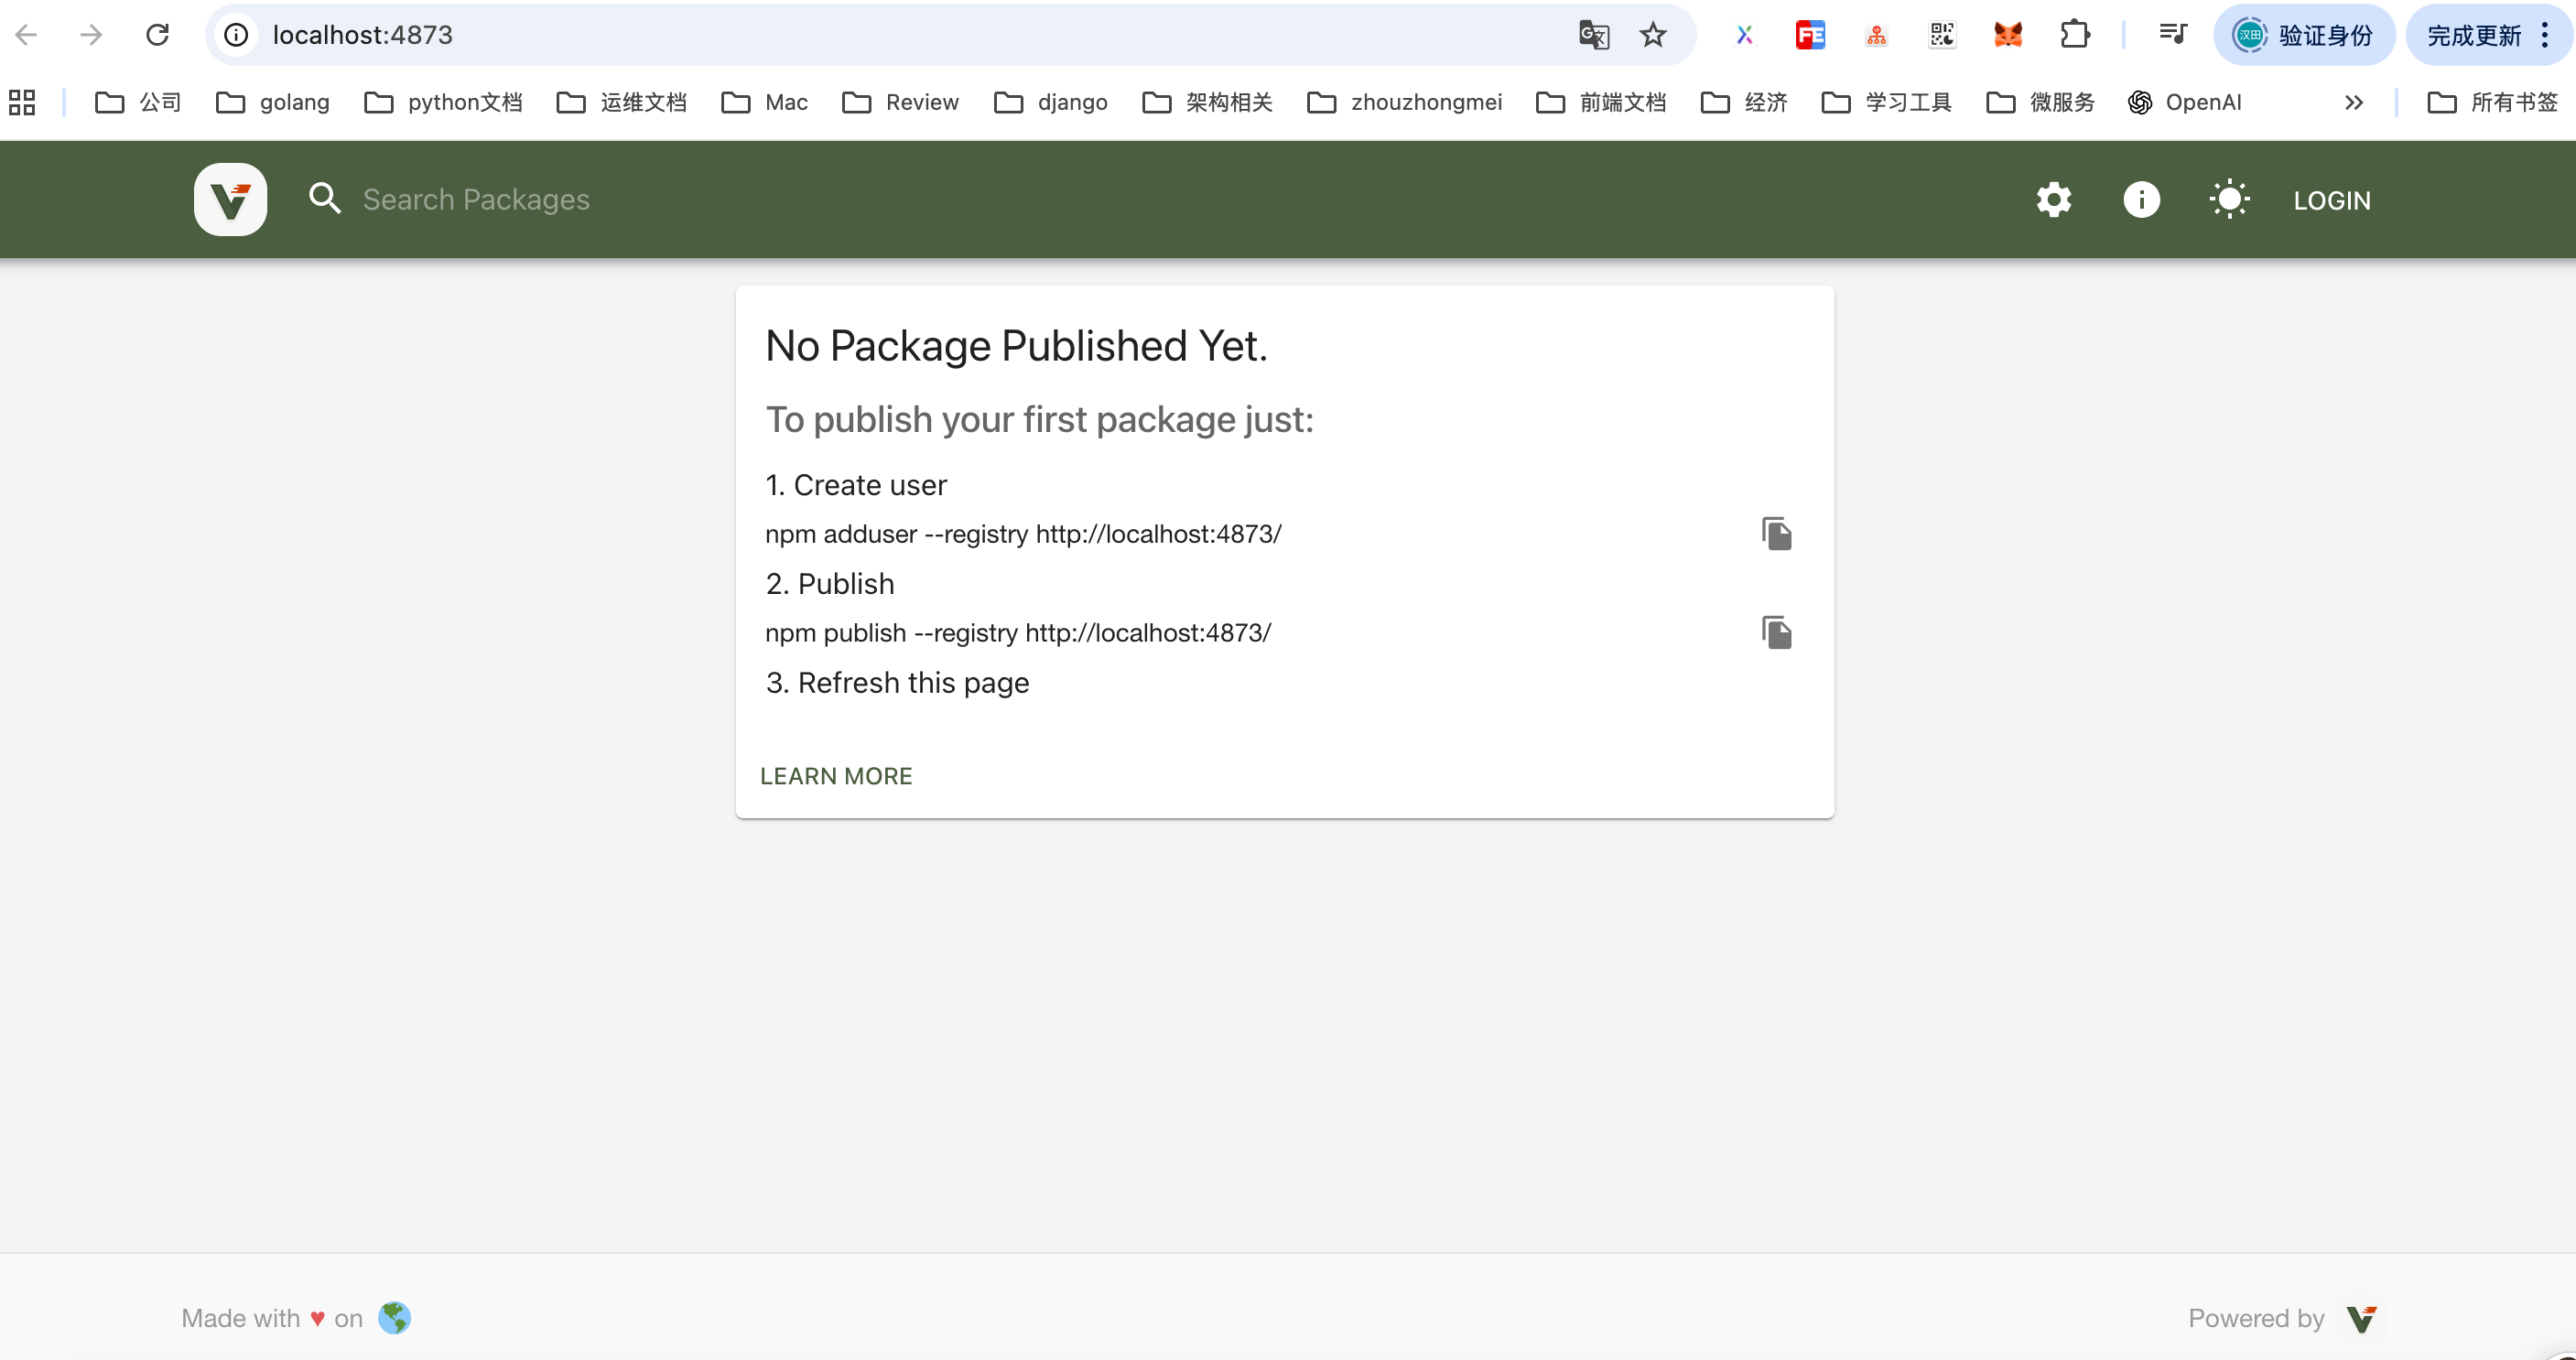 localhost:4873
验证身份
完成更新
公司
golang
python文档
运维文档
Mac
Review
django
架构相关
zhouzhongmei
前端文档
经济
学习工具
微服务
OpenAI
所有书签
Search Packages
LOGIN
No Package Published Yet.
To publish your first package just:
1. Create user
npm adduser --registry http://localhost:4873/
2. Publish
npm publish --registry http://localhost:4873/
3. Refresh this page
LEARN MORE
Made with ♥ on
Powered by